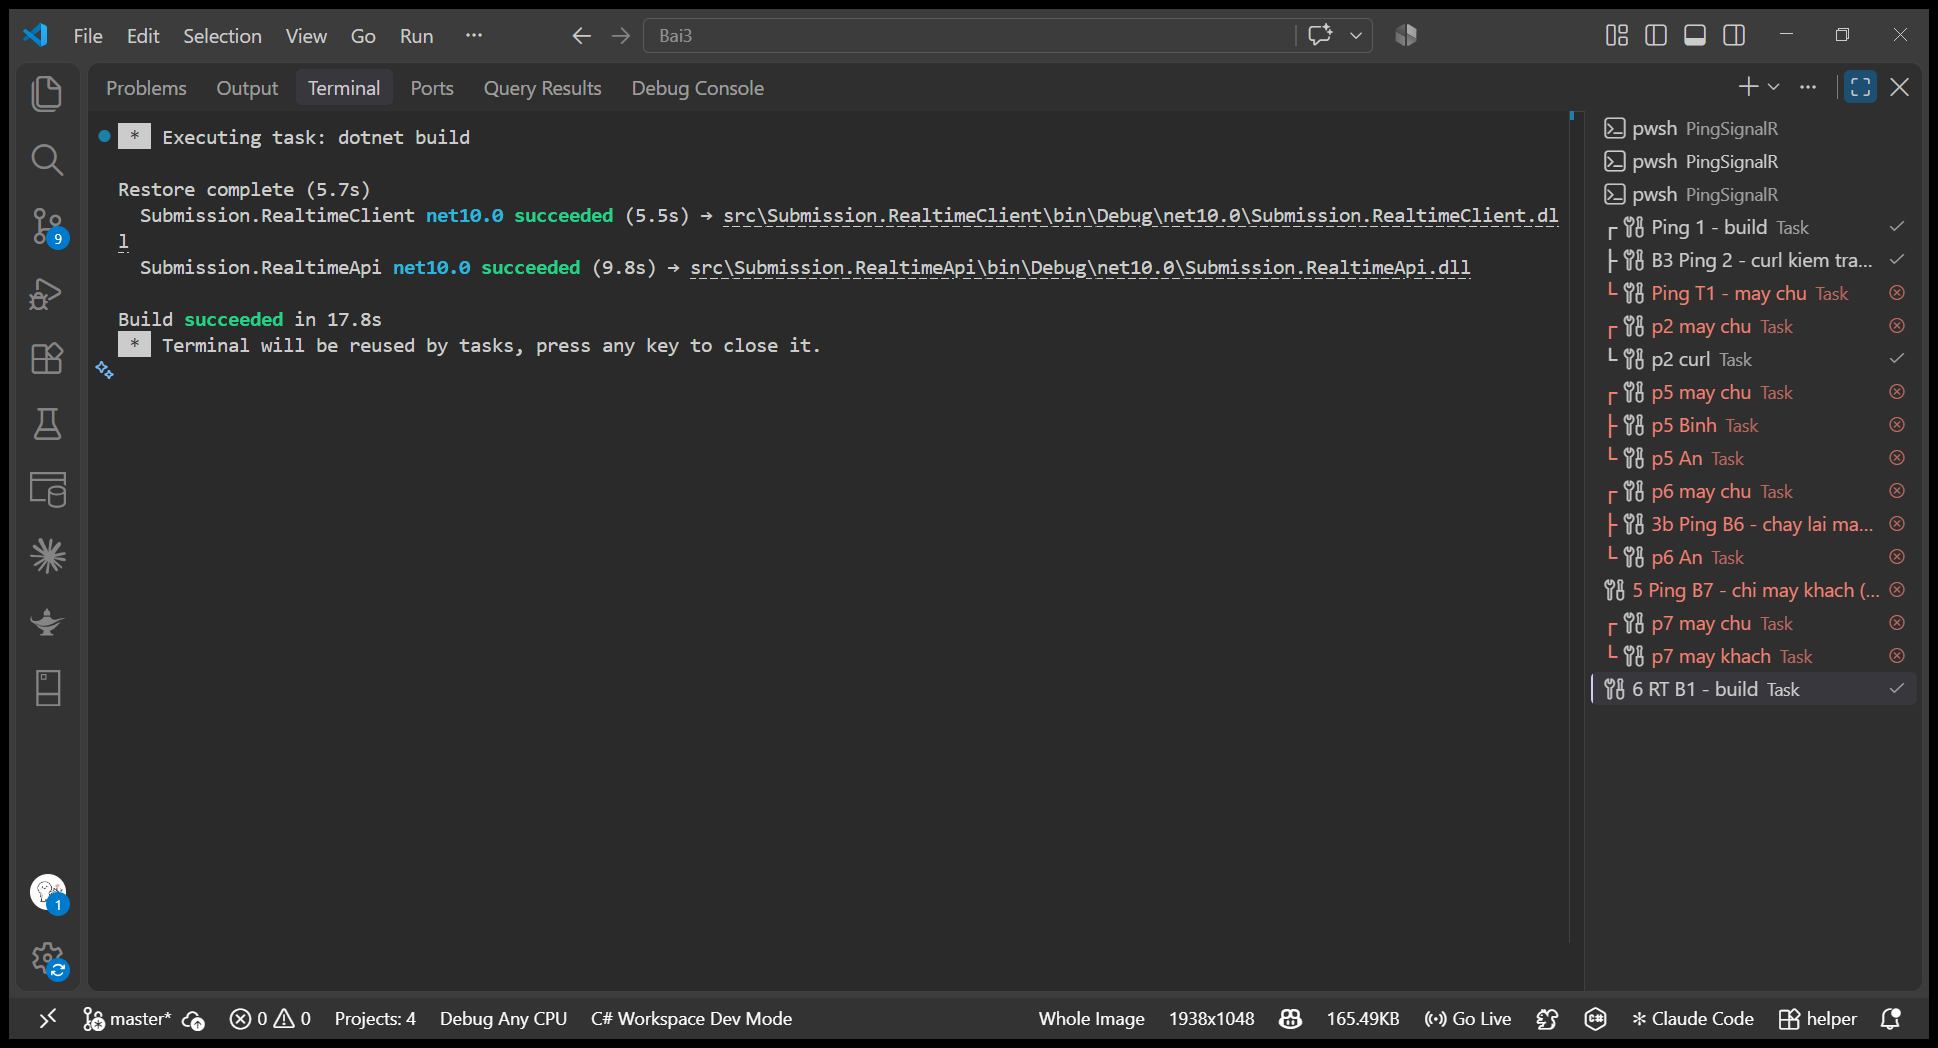 File Edit Selection View Go Run ···
Bai3
Problems Output Terminal Ports Query Results Debug Console
* Executing task: dotnet build
Restore complete (5.7s)
Submission.RealtimeClient net10.0 succeeded (5.5s) → src\Submission.RealtimeClient\bin\Debug\net10.0\Submission.RealtimeClient.dl
l
Submission.RealtimeApi net10.0 succeeded (9.8s) → src\Submission.RealtimeApi\bin\Debug\net10.0\Submission.RealtimeApi.dll
Build succeeded in 17.8s
* Terminal will be reused by tasks, press any key to close it.
pwsh PingSignalR
pwsh PingSignalR
pwsh PingSignalR
Ping 1 - build Task
B3 Ping 2 - curl kiem tra...
Ping T1 - may chu Task
p2 may chu Task
p2 curl Task
p5 may chu Task
p5 Binh Task
p5 An Task
p6 may chu Task
3b Ping B6 - chay lai ma...
p6 An Task
5 Ping B7 - chi may khach (...
p7 may chu Task
p7 may khach Task
6 RT B1 - build Task
9
1
master* 0 0 Projects: 4 Debug Any CPU C# Workspace Dev Mode Whole Image 1938x1048 165.49KB Go Live C# Claude Code helper